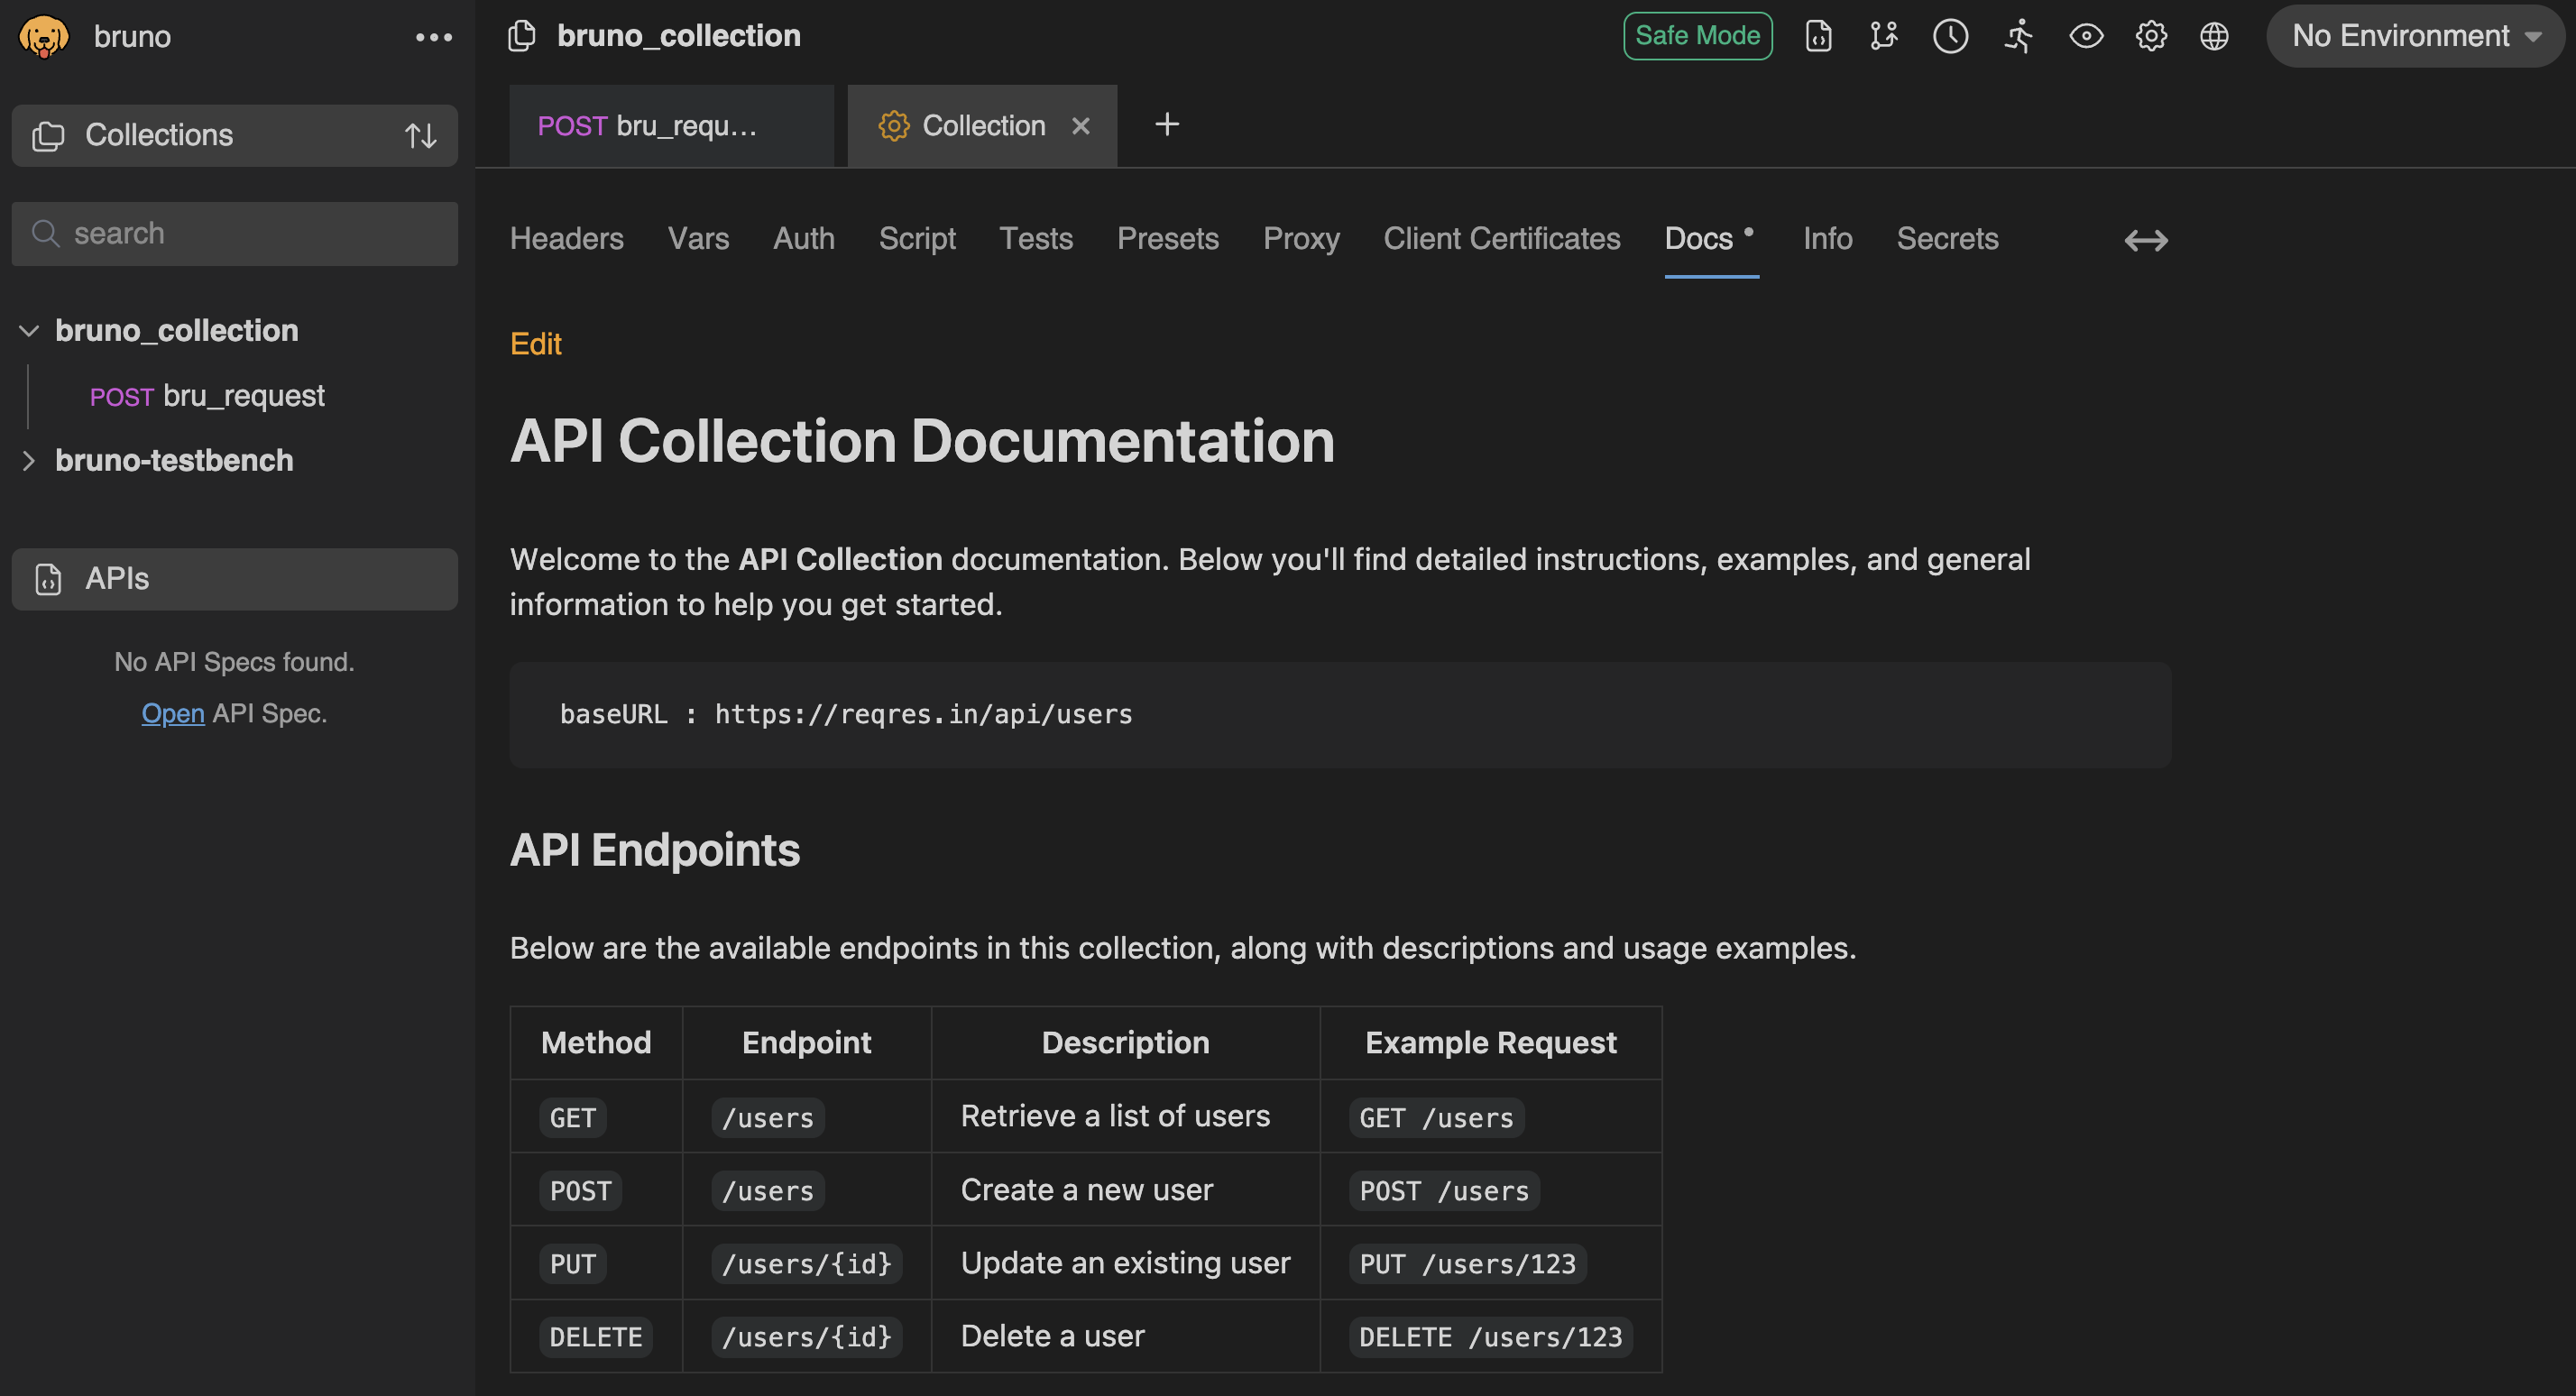 bruno
Collections
search
bruno_collection
POST bru_request
bruno-testbench
APIs
No API Specs found.
Open API Spec.
bruno_collection
Safe Mode
No Environment
POST bru_requ...
Collection
Headers Vars Auth Script Tests Presets Proxy Client Certificates Docs Info Secrets
Edit
API Collection Documentation
Welcome to the API Collection documentation. Below you'll find detailed instructions, examples, and general
information to help you get started.
baseURL : https://reqres.in/api/users
API Endpoints
Below are the available endpoints in this collection, along with descriptions and usage examples.
Method Endpoint Description Example Request
GET /users Retrieve a list of users GET /users
POST /users Create a new user POST /users
PUT /users/{id} Update an existing user PUT /users/123
DELETE /users/{id} Delete a user DELETE /users/123